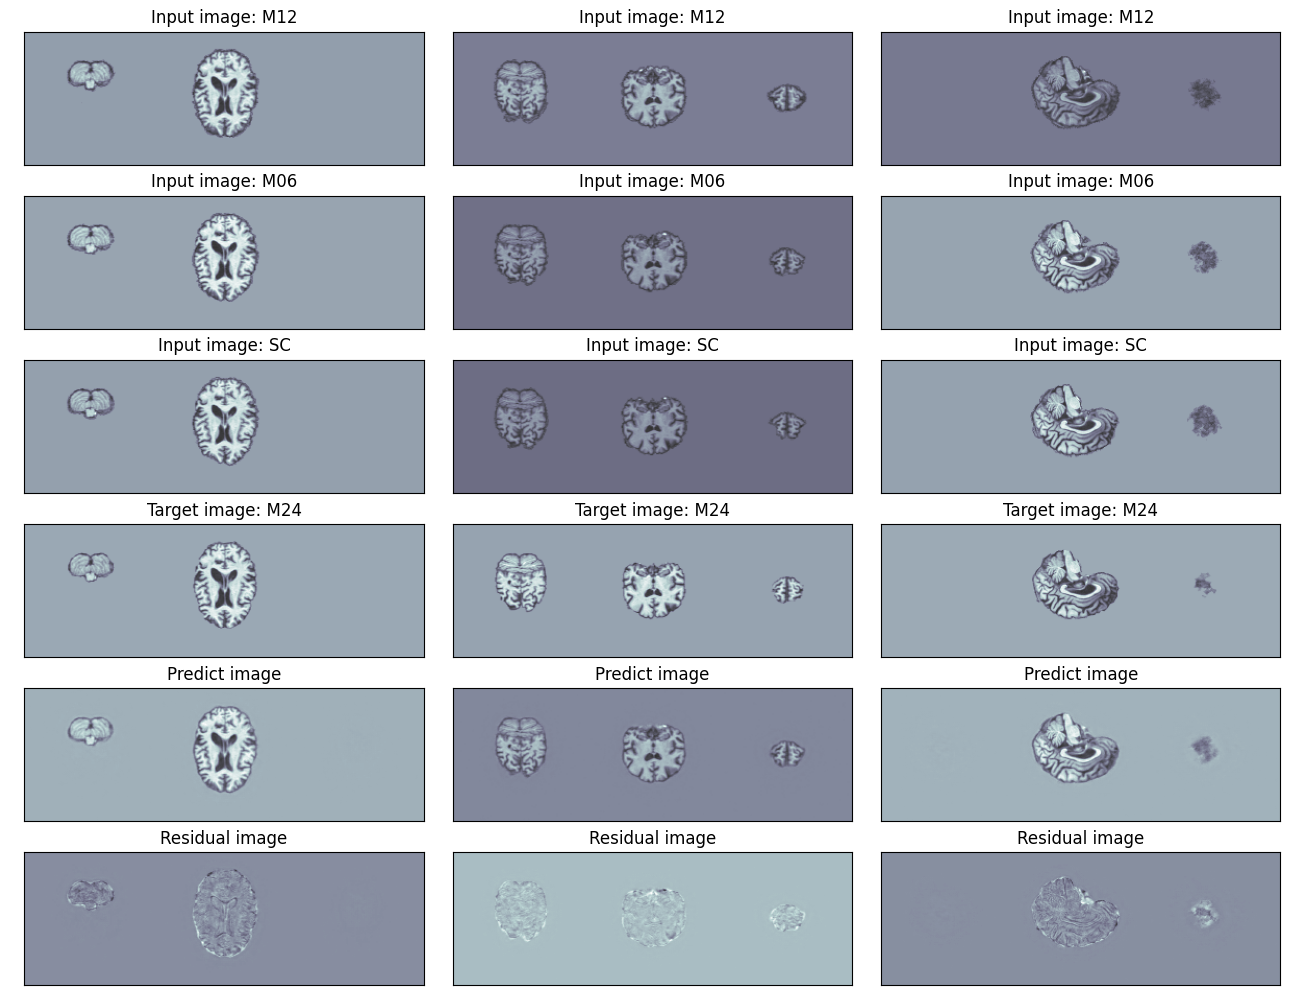 Input image: M12 Input image: M12 Input image: M12
Input image: M06 Input image: M06 Input image: M06
Input image: SC Input image: SC Input image: SC
Target image: M24 Target image: M24 Target image: M24
Predict image Predict image Predict image
Residual image Residual image Residual image